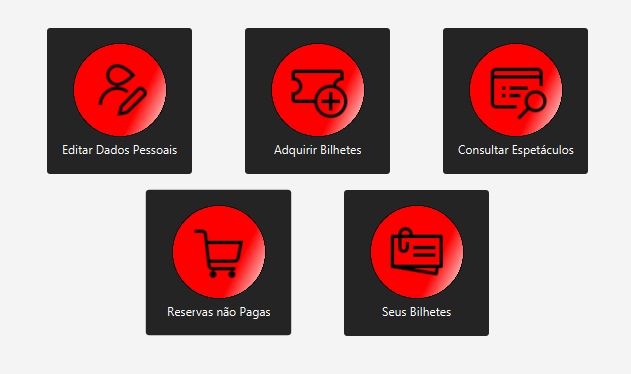 Editar Dados Pessoais
Adquirir Bilhetes
Consultar Espetáculos
Reservas não Pagas
Seus Bilhetes